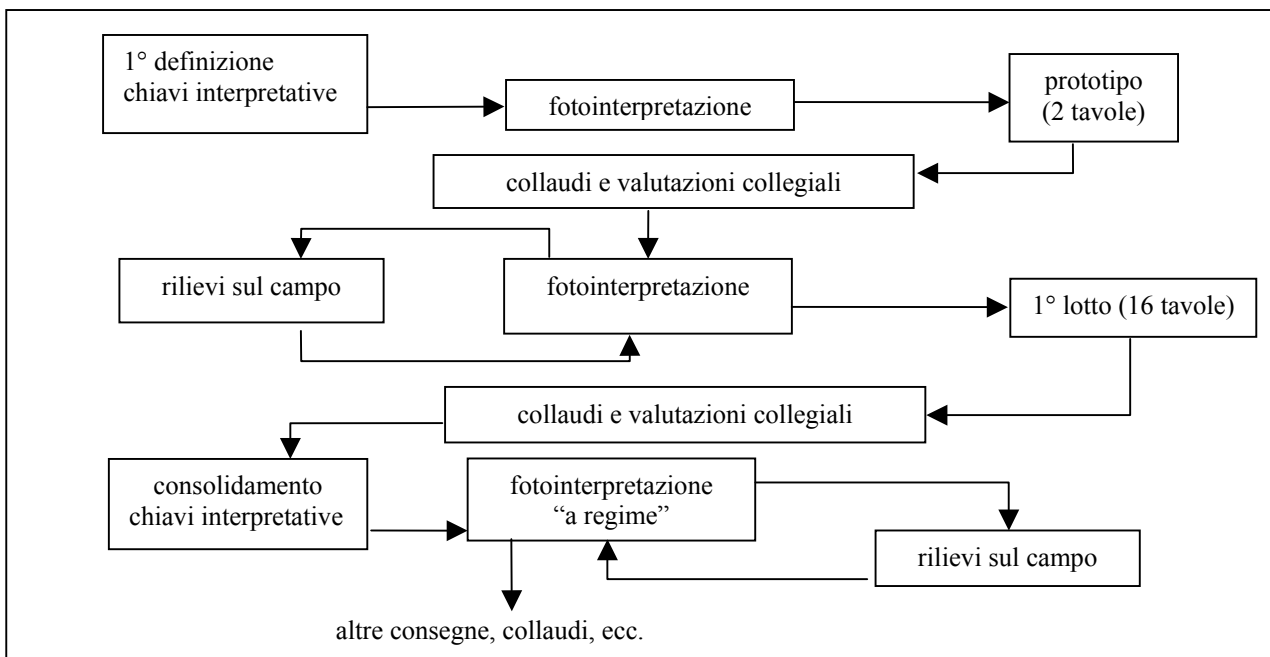 1° definizione
chiavi interpretative
fotointerpretazione
prototipo
(2 tavole)
collaudi e valutazioni collegiali
rilievi sul campo
fotointerpretazione
1° lotto (16 tavole)
collaudi e valutazioni collegiali
consolidamento
chiavi interpretative
fotointerpretazione
“a regime”
rilievi sul campo
altre consegne, collaudi, ecc.